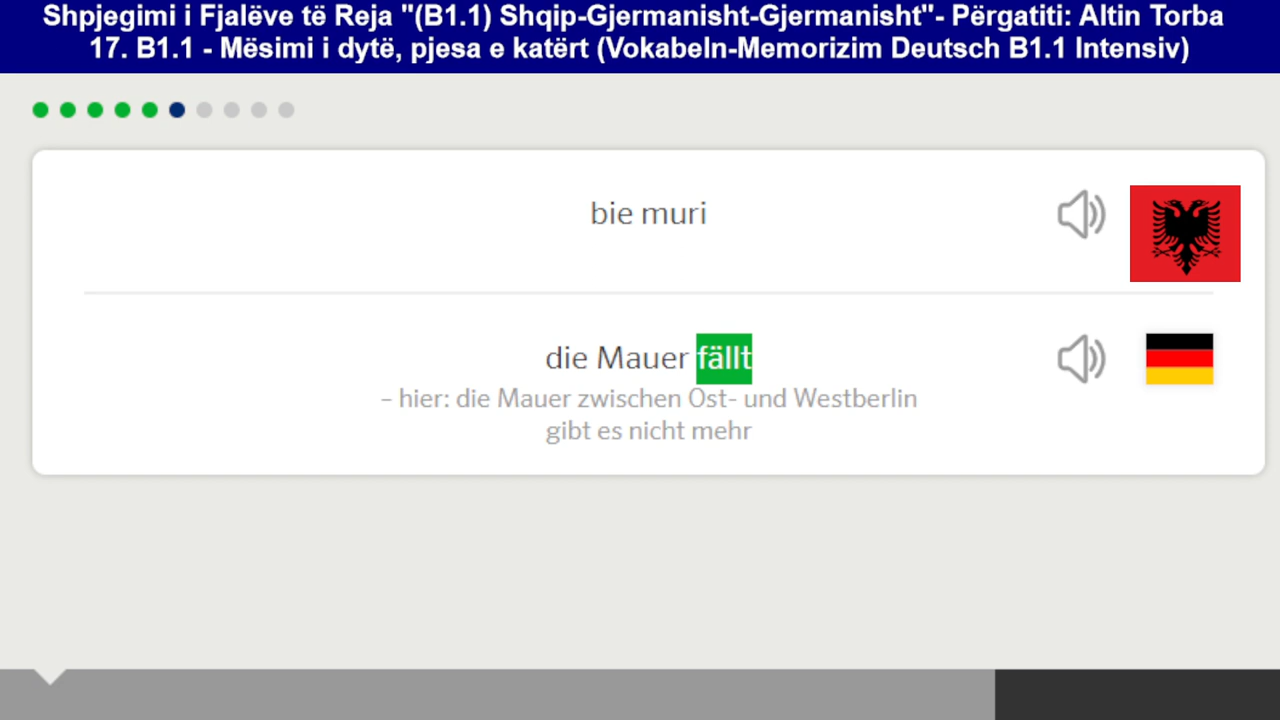 Shpjegimi i Fjalëve të Reja "(B1.1) Shqip-Gjermanisht-Gjermanisht"- Përgatiti: Altin Torba
17. B1.1 - Mësimi i dytë, pjesa e katërt (Vokabeln-Memorizim Deutsch B1.1 Intensiv)
bie muri
die Mauer fällt
– hier: die Mauer zwischen Ost- und Westberlin
gibt es nicht mehr